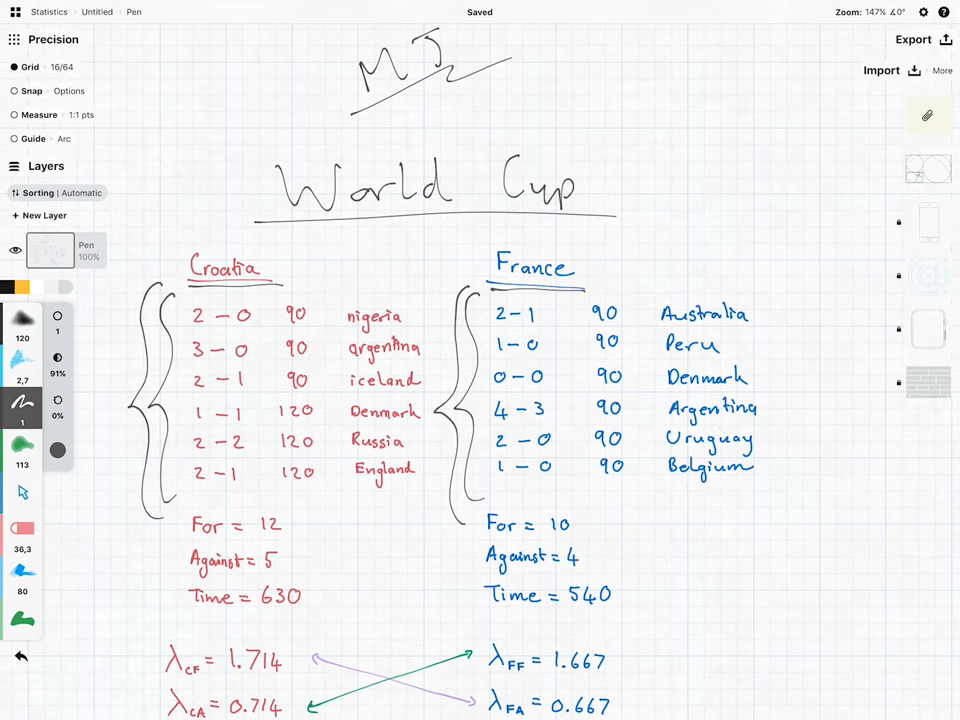 Statistics Untitled Pen
Saved
Zoom: 147% ∠0°
Precision
Export
Grid 16/64
Import More
Snap Options
Measure 1:1 pts
Guide Arc
Layers
Sorting | Automatic
+ New Layer
Pen
100%
1
120
91%
2,7
0%
1
113
36,3
80
MJ
World Cup
Croatia
2 - 0 90 nigeria
3 - 0 90 argentina
2 - 1 90 iceland
1 - 1 120 Denmark
2 - 2 120 Russia
2 - 1 120 England
For = 12
Against = 5
Time = 630
λCF = 1.714
λCA = 0.714
France
2 - 1 90 Australia
1 - 0 90 Peru
0 - 0 90 Denmark
4 - 3 90 Argentina
2 - 0 90 Uruguay
1 - 0 90 Belgium
For = 10
Against = 4
Time = 540
λFF = 1.667
λFA = 0.667